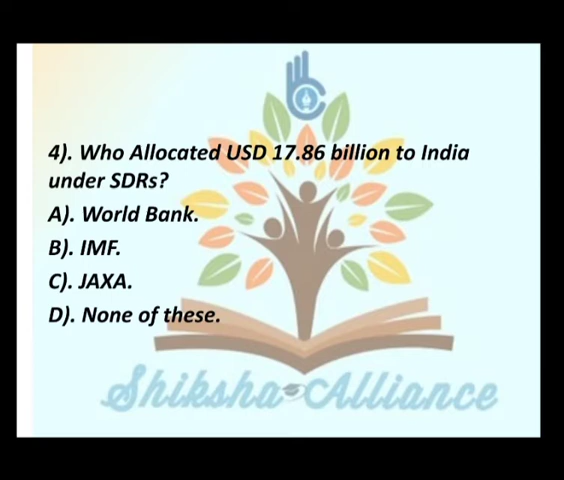 4). Who Allocated USD 17.86 billion to India
under SDRs?
A). World Bank.
B). IMF.
C). JAXA.
D). None of these.
Shiksha Alliance